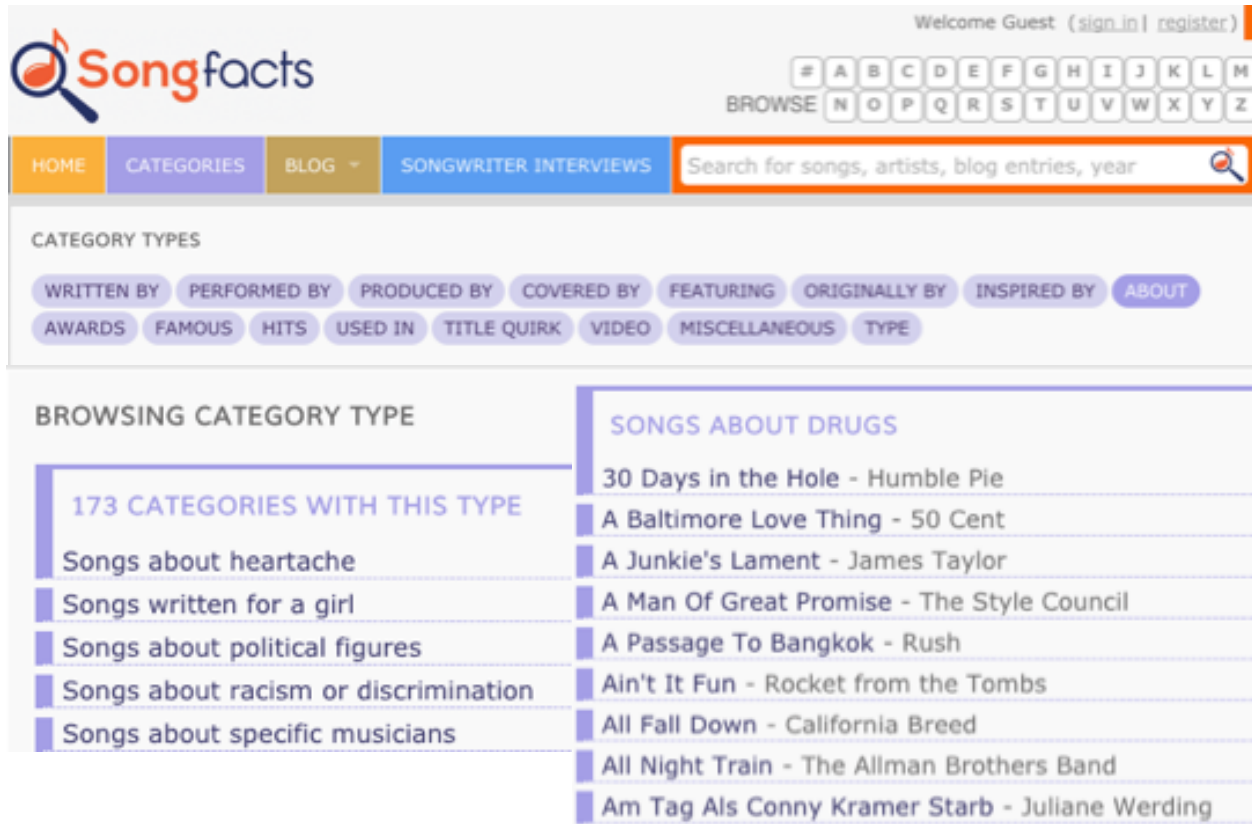 Welcome Guest (sign in | register)
Songfacts
# A B C D E F G H I J K L M
BROWSE N O P Q R S T U V W X Y Z
HOME CATEGORIES BLOG SONGWRITER INTERVIEWS Search for songs, artists, blog entries, year
CATEGORY TYPES
WRITTEN BY PERFORMED BY PRODUCED BY COVERED BY FEATURING ORIGINALLY BY INSPIRED BY ABOUT
AWARDS FAMOUS HITS USED IN TITLE QUIRK VIDEO MISCELLANEOUS TYPE
BROWSING CATEGORY TYPE
173 CATEGORIES WITH THIS TYPE
Songs about heartache
Songs written for a girl
Songs about political figures
Songs about racism or discrimination
Songs about specific musicians
SONGS ABOUT DRUGS
30 Days in the Hole - Humble Pie
A Baltimore Love Thing - 50 Cent
A Junkie's Lament - James Taylor
A Man Of Great Promise - The Style Council
A Passage To Bangkok - Rush
Ain't It Fun - Rocket from the Tombs
All Fall Down - California Breed
All Night Train - The Allman Brothers Band
Am Tag Als Conny Kramer Starb - Juliane Werding